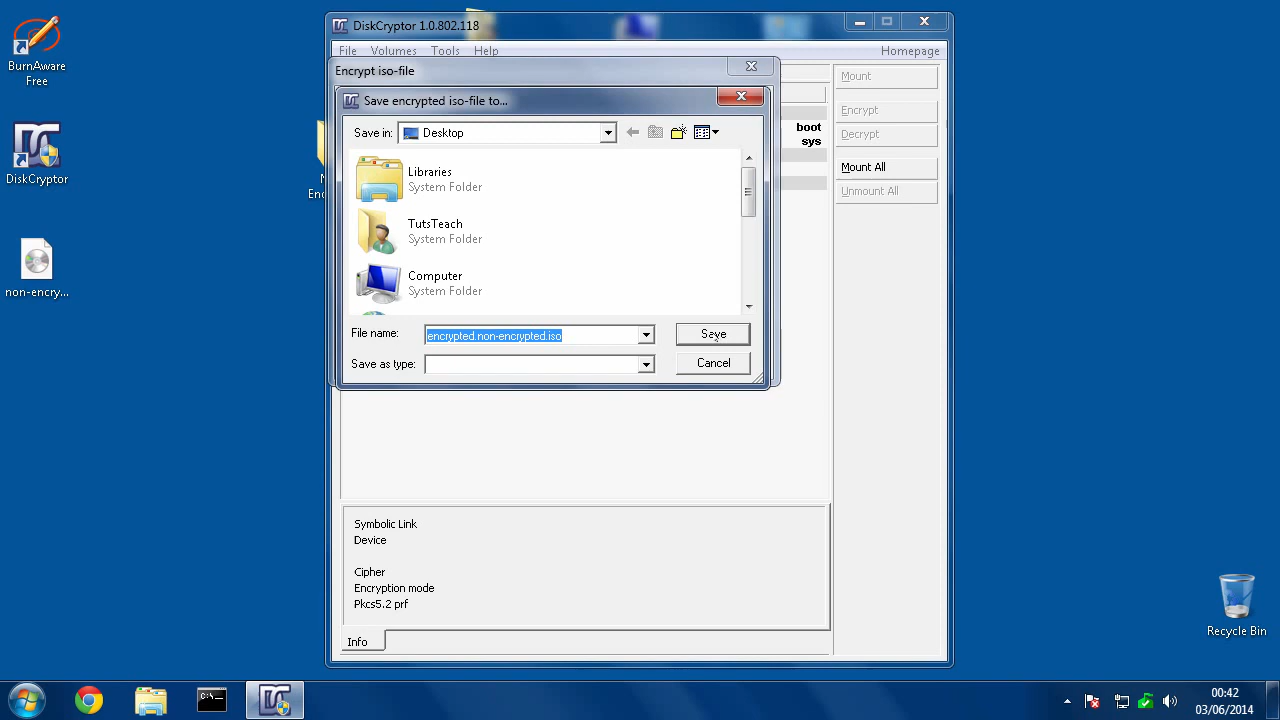 BurnAware
Free
DiskCryptor
non-encry...
DiskCryptor 1.0.802.118
File Volumes Tools Help Homepage
Encrypt iso-file
Save encrypted iso-file to...
Save in: Desktop
Libraries
System Folder
TutsTeach
System Folder
Computer
System Folder
File name: encrypted.non-encrypted.iso Save
Save as type: Cancel
boot
sys
Mount
Encrypt
Decrypt
Mount All
Unmount All
Symbolic Link
Device
Cipher
Encryption mode
Pkcs5.2 prf
Info
Recycle Bin
00:42
03/06/2014